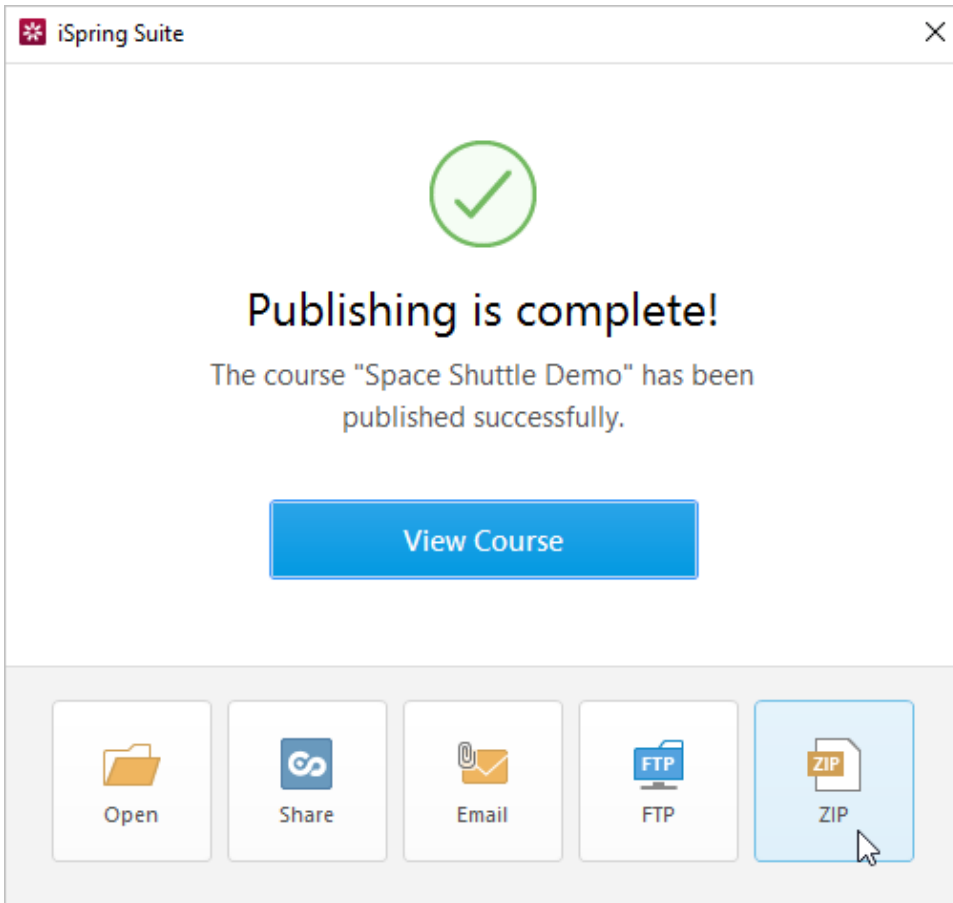 iSpring Suite
Publishing is complete!
The course "Space Shuttle Demo" has been
published successfully.
View Course
FTP
ZIP
Open
Share
Email
FTP
ZIP